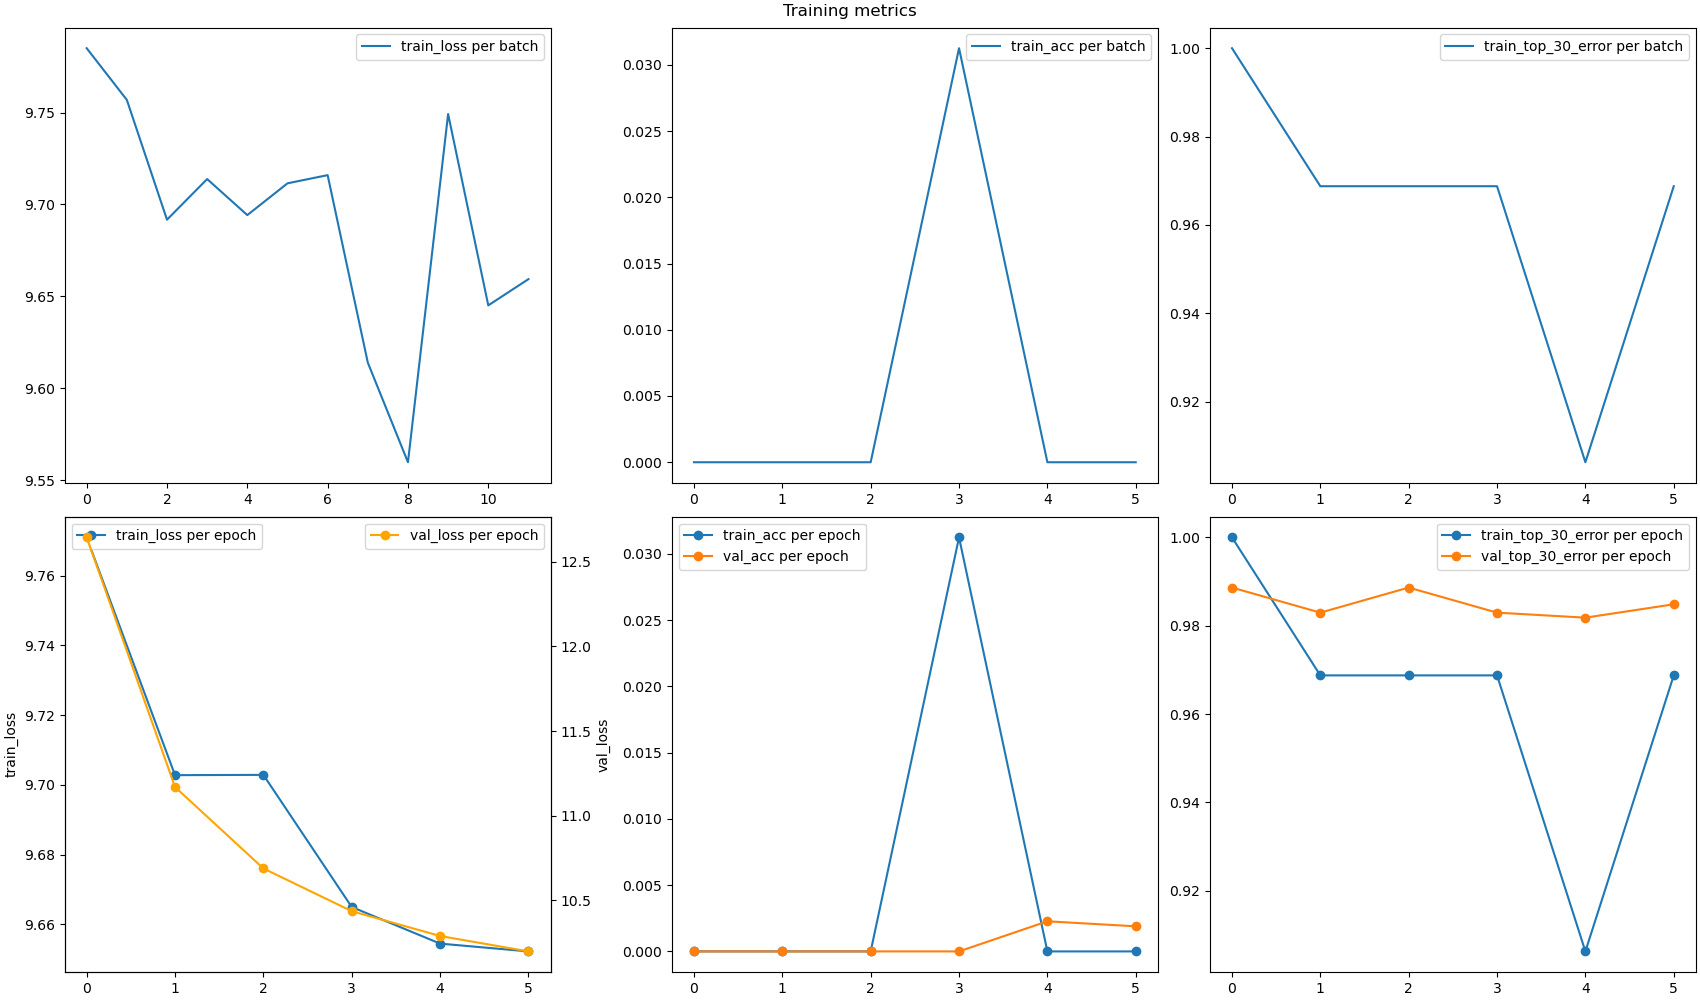 Training metrics
train_loss per batch
9.75
9.70
9.65
9.60
9.55
0 2 4 6 8 10
train_acc per batch
0.030
0.025
0.020
0.015
0.010
0.005
0.000
0 1 2 3 4 5
train_top_30_error per batch
1.00
0.98
0.96
0.94
0.92
0 1 2 3 4 5
train_loss per epoch
val_loss per epoch
train_loss
9.76
9.74
9.72
9.70
9.68
9.66
0 1 2 3 4 5
12.5
12.0
11.5
11.0
10.5
val_loss
train_acc per epoch
val_acc per epoch
0.030
0.025
0.020
0.015
0.010
0.005
0.000
0 1 2 3 4 5
train_top_30_error per epoch
val_top_30_error per epoch
1.00
0.98
0.96
0.94
0.92
0 1 2 3 4 5